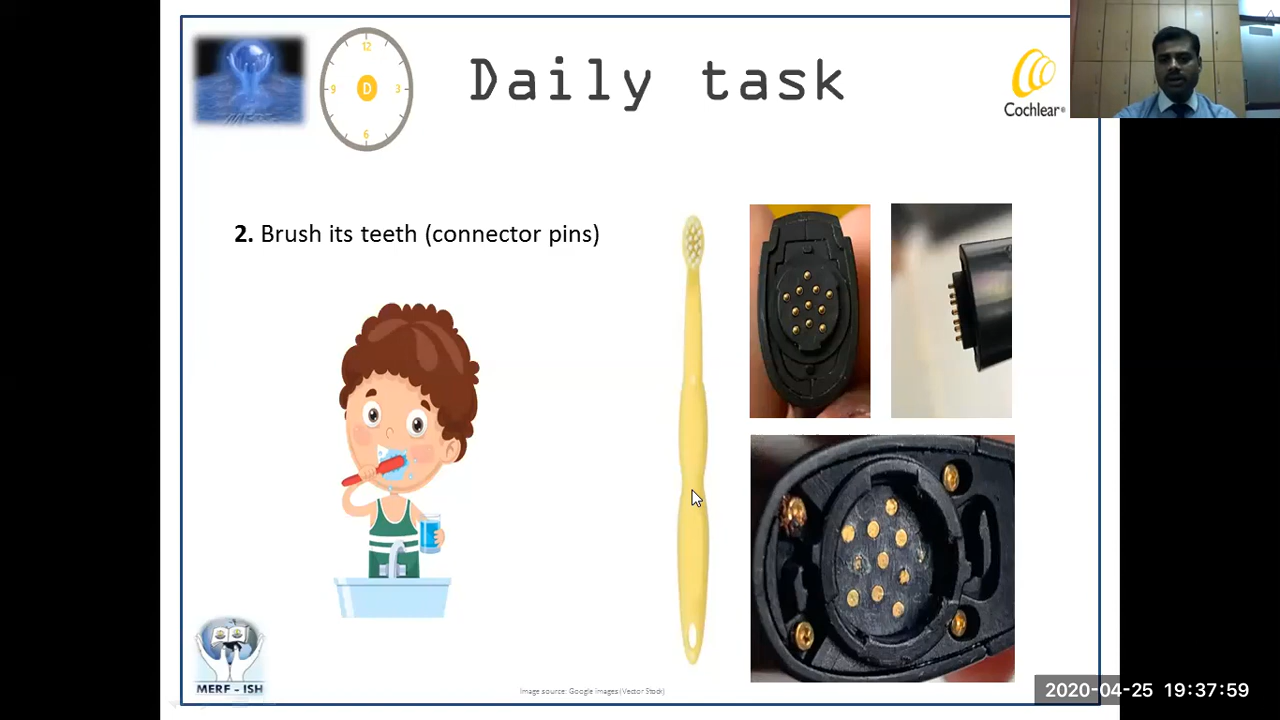 12
9 D 3
6
Daily task
Cochlear®
2. Brush its teeth (connector pins)
MERF - ISH
Image source: Google images (Vector Stock)
2020-04-25 19:37:59